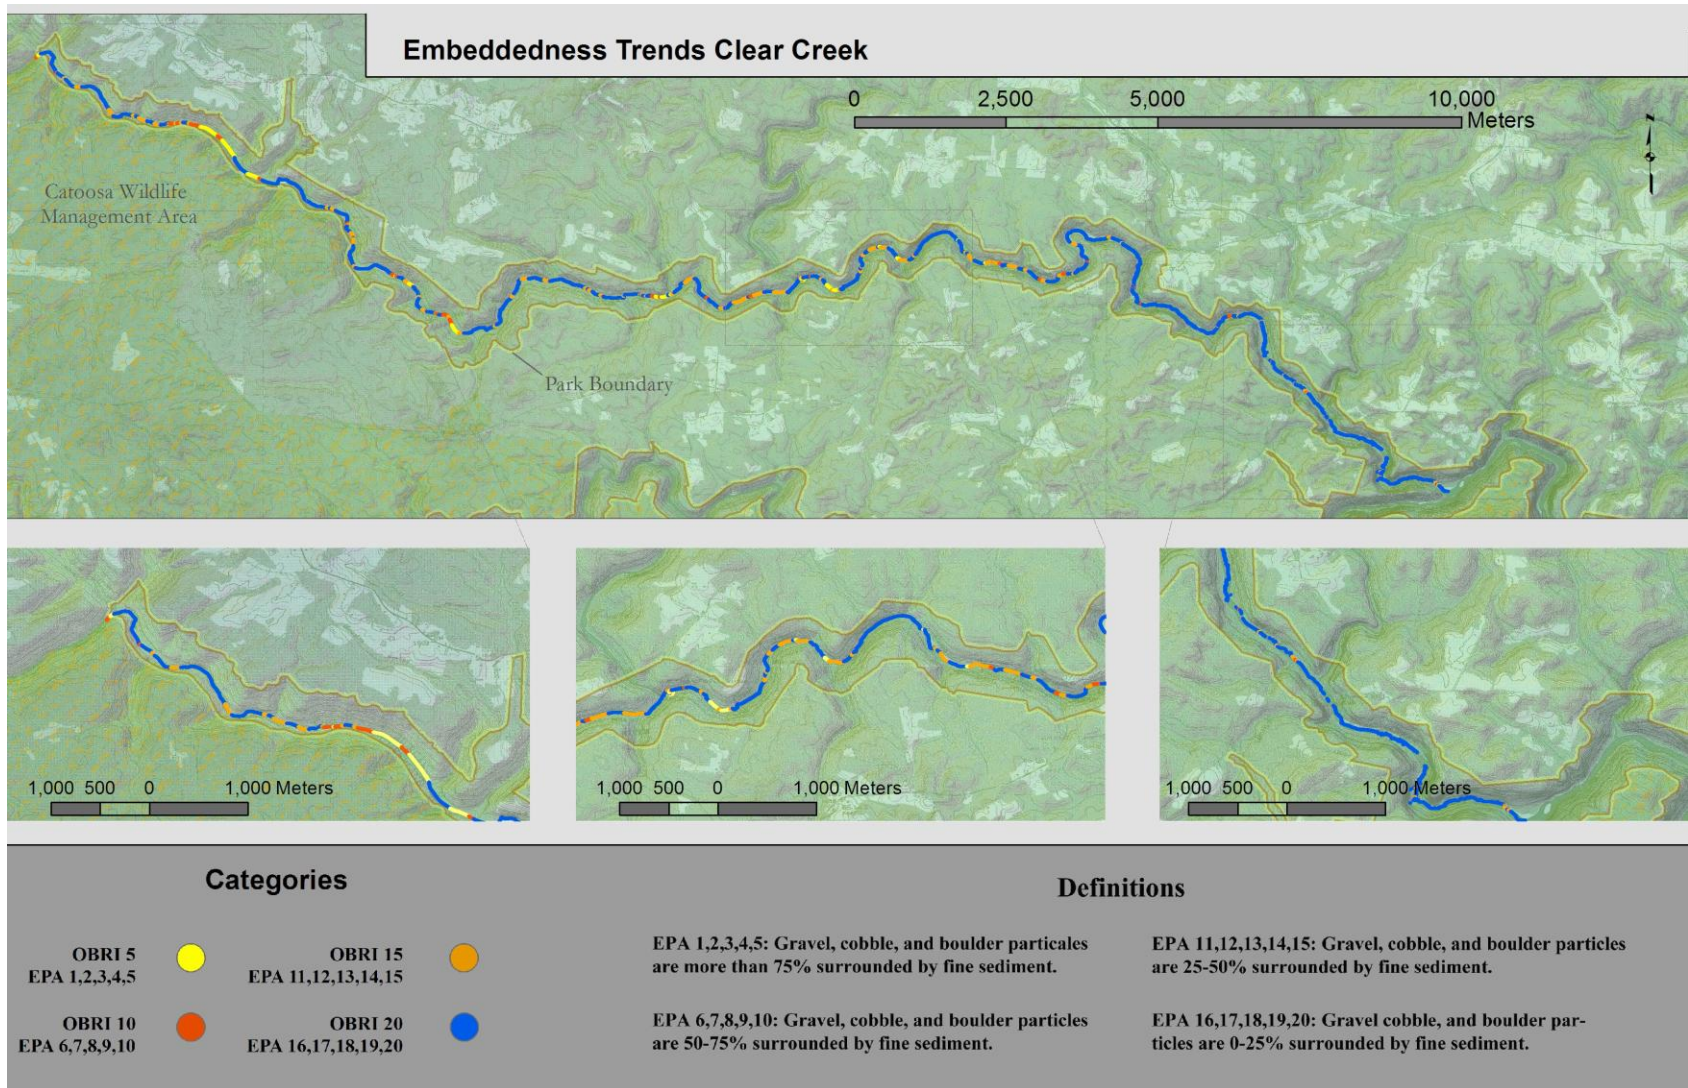 Embeddedness Trends Clear Creek
0 2,500 5,000 10,000
Meters
N
Catoosa Wildlife
Management Area
Park Boundary
1,000 500 0 1,000 Meters
1,000 500 0 1,000 Meters
1,000 500 0 1,000 Meters
Categories
OBRI 5
EPA 1,2,3,4,5
OBRI 15
EPA 11,12,13,14,15
OBRI 10
EPA 6,7,8,9,10
OBRI 20
EPA 16,17,18,19,20
Definitions
EPA 1,2,3,4,5: Gravel, cobble, and boulder particales
are more than 75% surrounded by fine sediment.
EPA 11,12,13,14,15: Gravel, cobble, and boulder particles
are 25-50% surrounded by fine sediment.
EPA 6,7,8,9,10: Gravel, cobble, and boulder particles
are 50-75% surrounded by fine sediment.
EPA 16,17,18,19,20: Gravel cobble, and boulder par-
ticles are 0-25% surrounded by fine sediment.